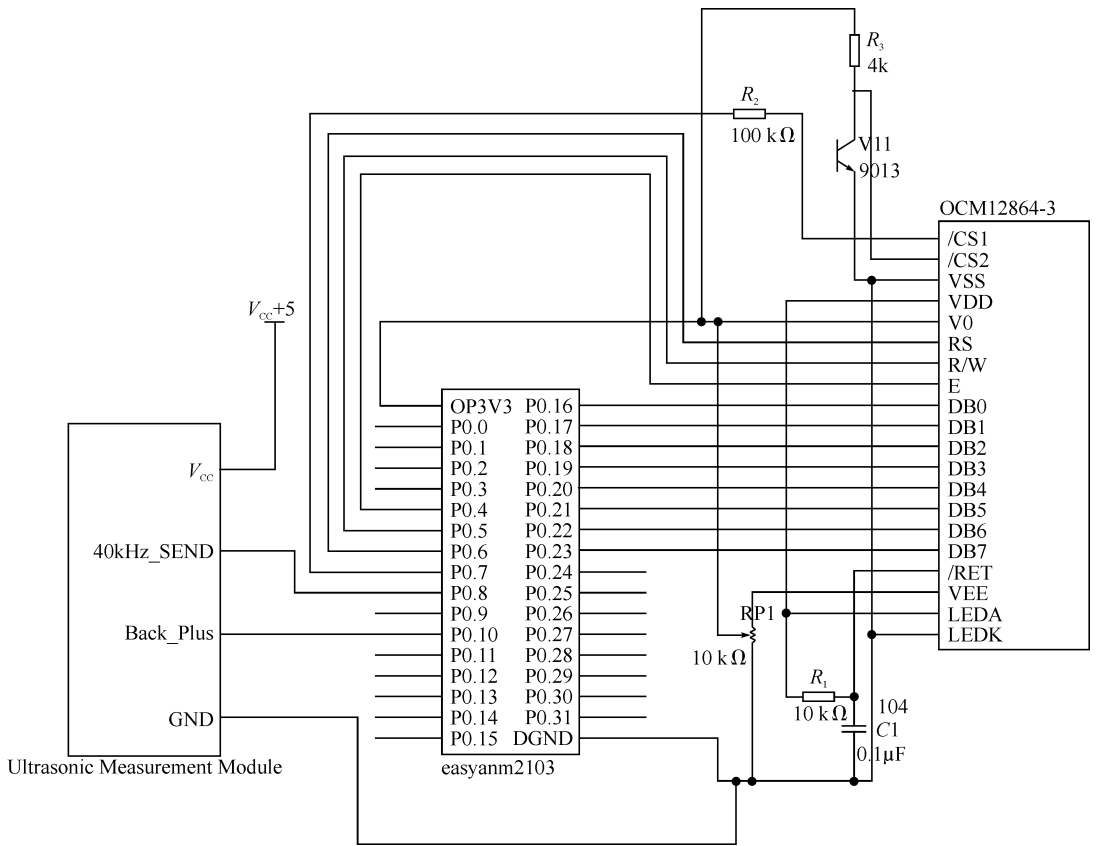 R3
4k
R2
100 kΩ
V11
9013
OCM12864-3
/CS1
/CS2
VSS
VDD
V0
RS
R/W
E
DB0
DB1
DB2
DB3
DB4
DB5
DB6
DB7
/RET
VEE
LEDA
LEDK
VCC+5
VCC
40kHz_SEND
Back_Plus
GND
Ultrasonic Measurement Module
OP3V3 P0.16
P0.0 P0.17
P0.1 P0.18
P0.2 P0.19
P0.3 P0.20
P0.4 P0.21
P0.5 P0.22
P0.6 P0.23
P0.7 P0.24
P0.8 P0.25
P0.9 P0.26
P0.10 P0.27
P0.11 P0.28
P0.12 P0.29
P0.13 P0.30
P0.14 P0.31
P0.15 DGND
easyanm2103
RP1
10 kΩ
R1
10 kΩ
104
C1
0.1μF